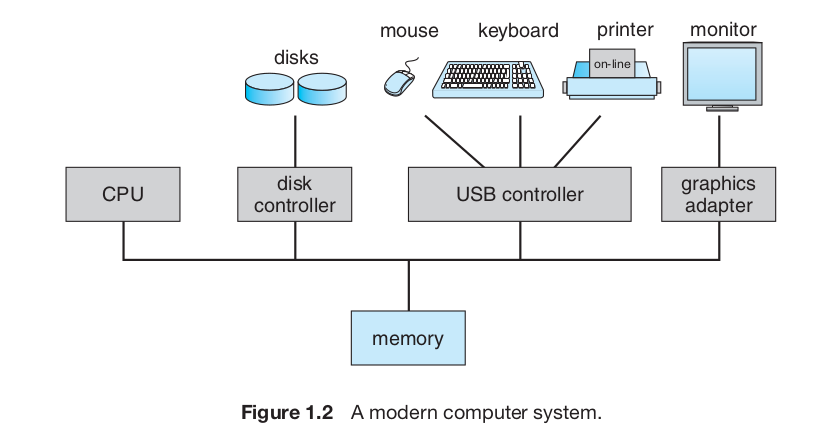 mouse
keyboard
printer
monitor
disks
on-line
CPU
disk
controller
USB controller
graphics
adapter
memory
Figure 1.2 A modern computer system.